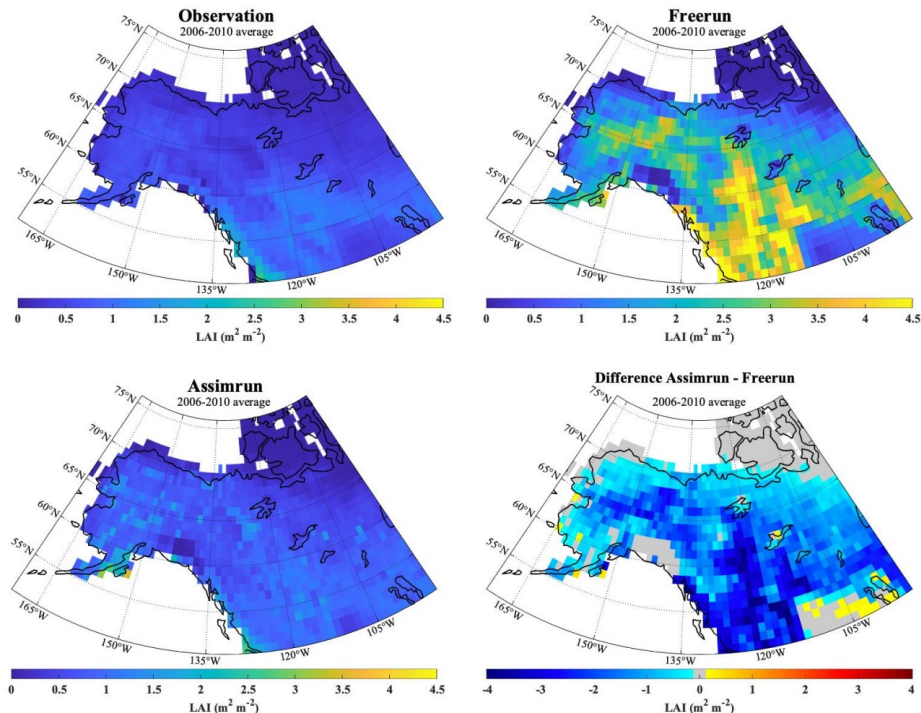 Observation
2006-2010 average
75°N
70°N
65°N
60°N
55°N
165°W
150°W
135°W
120°W
105°W
0 0.5 1 1.5 2 2.5 3 3.5 4 4.5
LAI (m² m⁻²)
Freerun
2006-2010 average
75°N
70°N
65°N
60°N
55°N
165°W
150°W
135°W
120°W
105°W
0 0.5 1 1.5 2 2.5 3 3.5 4 4.5
LAI (m² m⁻²)
Assimrun
2006-2010 average
75°N
70°N
65°N
60°N
55°N
165°W
150°W
135°W
120°W
105°W
0 0.5 1 1.5 2 2.5 3 3.5 4 4.5
LAI (m² m⁻²)
Difference Assimrun - Freerun
2006-2010 average
75°N
70°N
65°N
60°N
55°N
165°W
150°W
135°W
120°W
105°W
-4 -3 -2 -1 0 1 2 3 4
LAI (m² m⁻²)